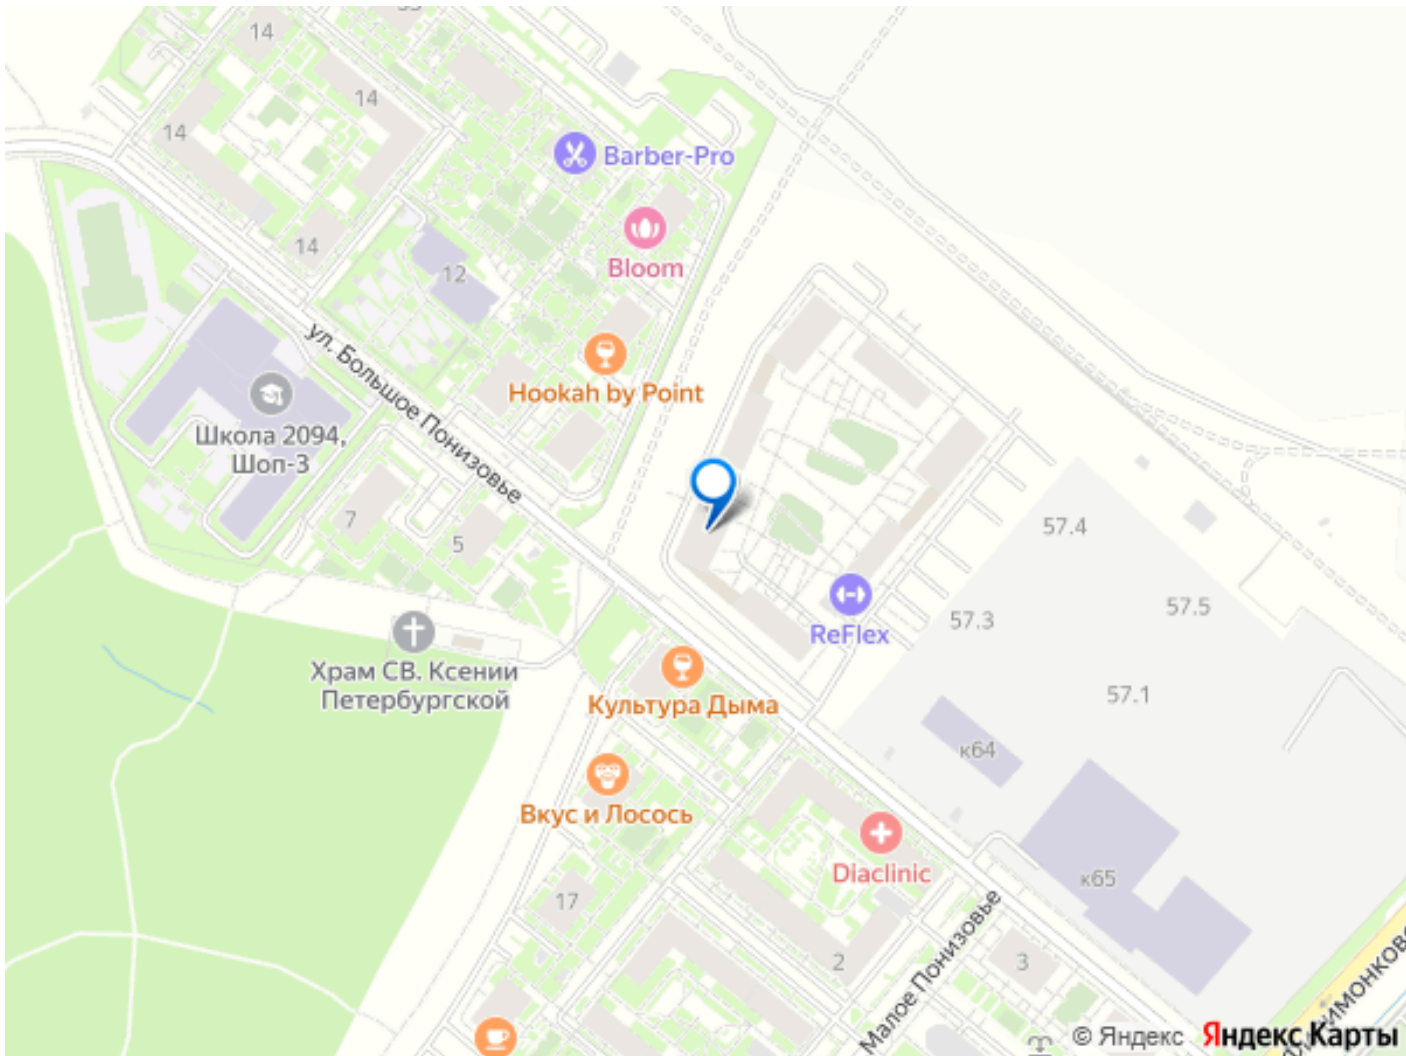 14
14
14
Barber-Pro
14
12
Bloom
ул. Большое Понизовье
Hookah by Point
Школа 2094,
Шоп-3
7
5
57.4
57.5
57.3
ReFlex
Храм СВ. Ксении
Петербургской
57.1
Культура Дыма
к64
Вкус и Лосось
Diaclinic
к65
17
Малое Понизовье
2
3
© Яндекс Яндекс Карты